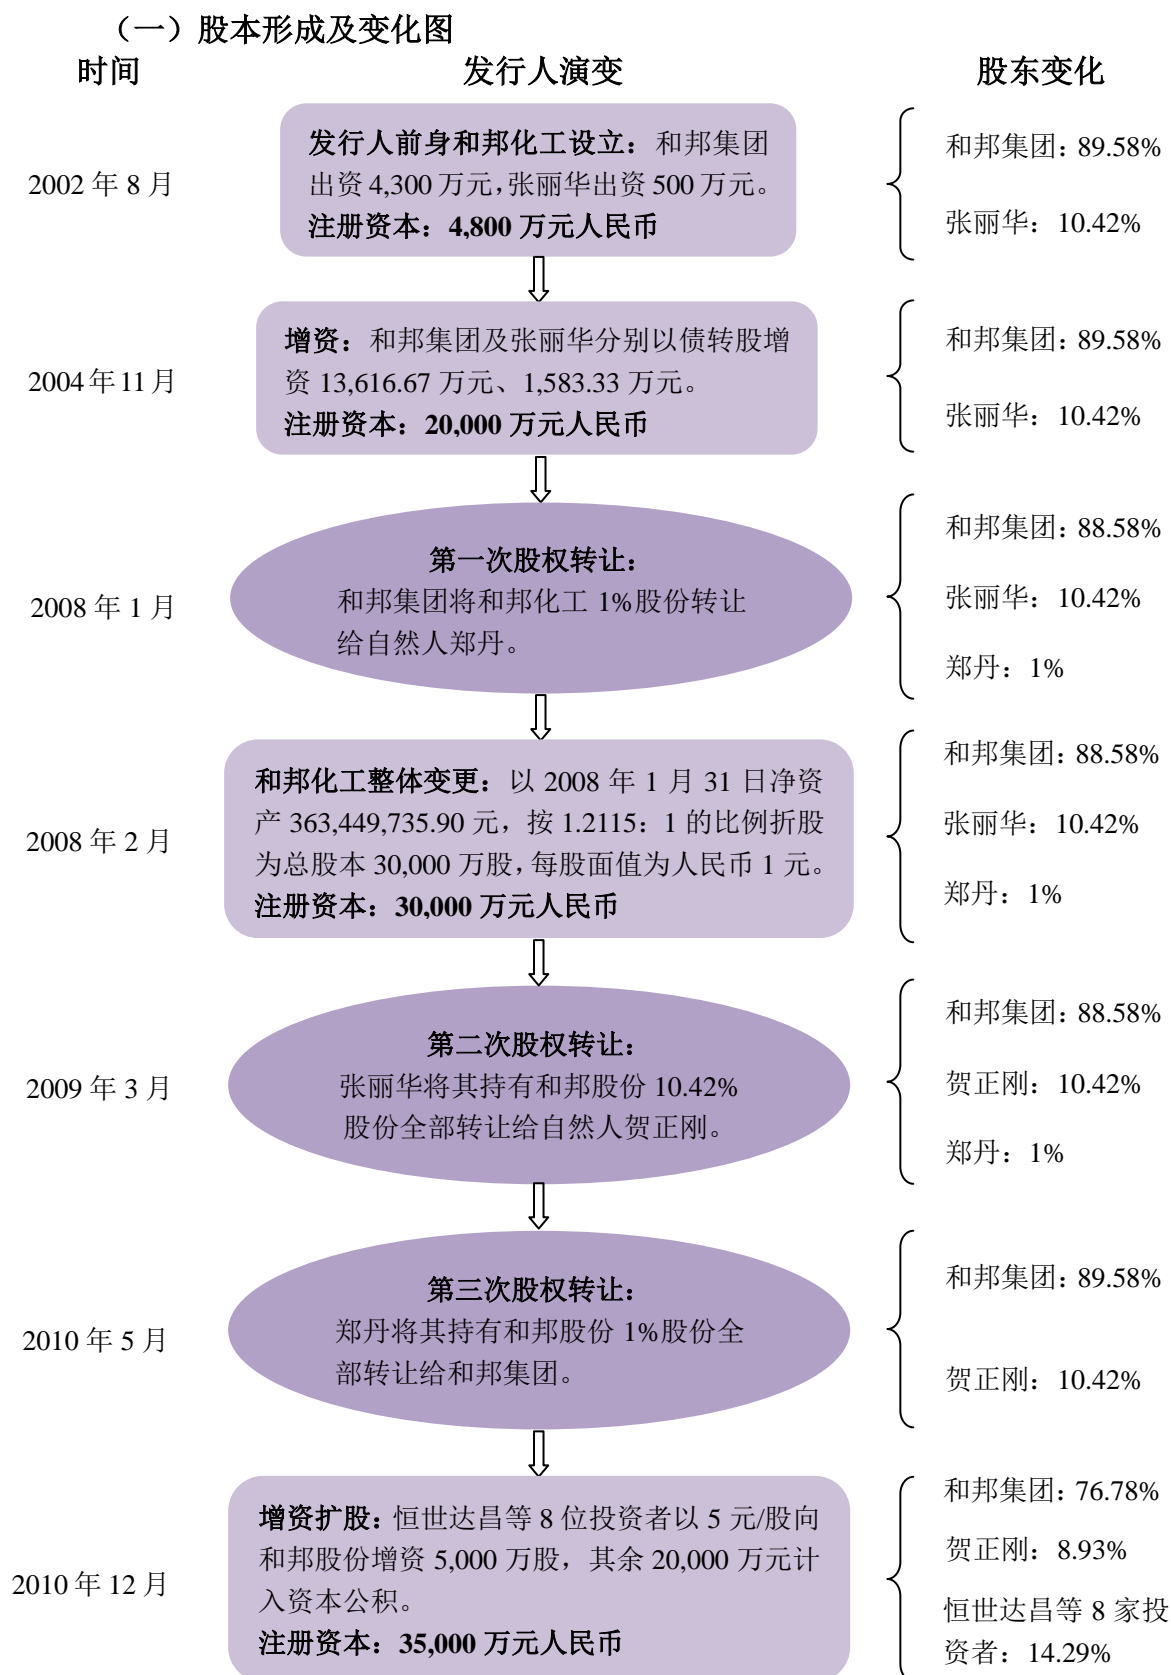 （一）股本形成及变化图
时间 发行人演变 股东变化
2002 年 8 月
发行人前身和邦化工设立：和邦集团
出资 4,300 万元，张丽华出资 500 万元。
注册资本：4,800 万元人民币
和邦集团：89.58%
张丽华：10.42%
2004 年 11 月
增资：和邦集团及张丽华分别以债转股增
资 13,616.67 万元、1,583.33 万元。
注册资本：20,000 万元人民币
和邦集团：89.58%
张丽华：10.42%
2008 年 1 月
第一次股权转让：
和邦集团将和邦化工 1%股份转让
给自然人郑丹。
和邦集团：88.58%
张丽华：10.42%
郑丹：1%
2008 年 2 月
和邦化工整体变更：以 2008 年 1 月 31 日净资
产 363,449,735.90 元，按 1.2115：1 的比例折股
为总股本 30,000 万股，每股面值为人民币 1 元。
注册资本：30,000 万元人民币
和邦集团：88.58%
张丽华：10.42%
郑丹：1%
2009 年 3 月
第二次股权转让：
张丽华将其持有和邦股份 10.42%
股份全部转让给自然人贺正刚。
和邦集团：88.58%
贺正刚：10.42%
郑丹：1%
2010 年 5 月
第三次股权转让：
郑丹将其持有和邦股份 1%股份全
部转让给和邦集团。
和邦集团：89.58%
贺正刚：10.42%
2010 年 12 月
增资扩股：恒世达昌等 8 位投资者以 5 元/股向
和邦股份增资 5,000 万股，其余 20,000 万元计
入资本公积。
注册资本：35,000 万元人民币
和邦集团：76.78%
贺正刚：8.93%
恒世达昌等 8 家投
资者：14.29%